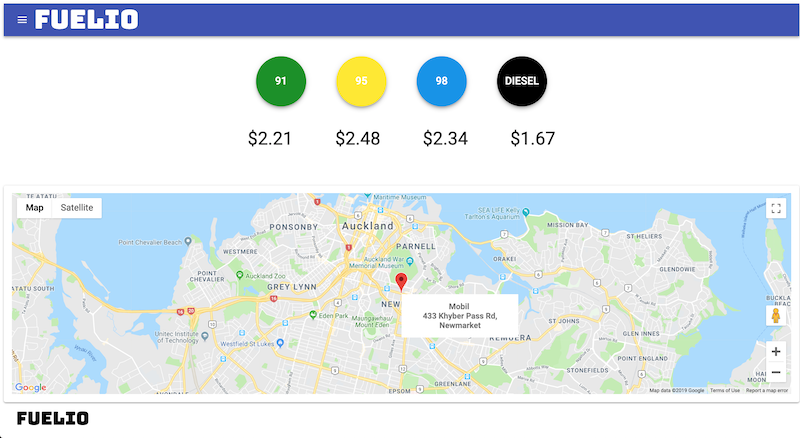 FUELIO
91
95
98
DIESEL
$2.21
$2.48
$2.34
$1.67
Map
Satellite
Maritime Museum
TE ATATU
SEA LIFE Kelly
Tarlton's Aquarium
PONSONBY
Auckland
MISSION BAY
ST HELIERS
Point Chevalier Beach
WESTMERE
PARNELL
ORAKEI
Auckland War
Memorial Museum
GLENDOWIE
POINT
CHEVALIER
Auckland Zoo
ATATU SOUTH
GREY LYNN
NEW
Mobil
433 Khyber Pass Rd,
Newmarket
BUCKLA
BEA
Eden Park
Maungawhau/
Mount Eden
ST JOHNS
Unitec Institute
of Technology
Westfield St Lukes
REMUERA
GLEN INNES
POINT ENGLAND
STONEFIELDS
GREENLANE
EPSOM
Google
Map data ©2019 Google
Terms of Use
Report a map error
FUELIO